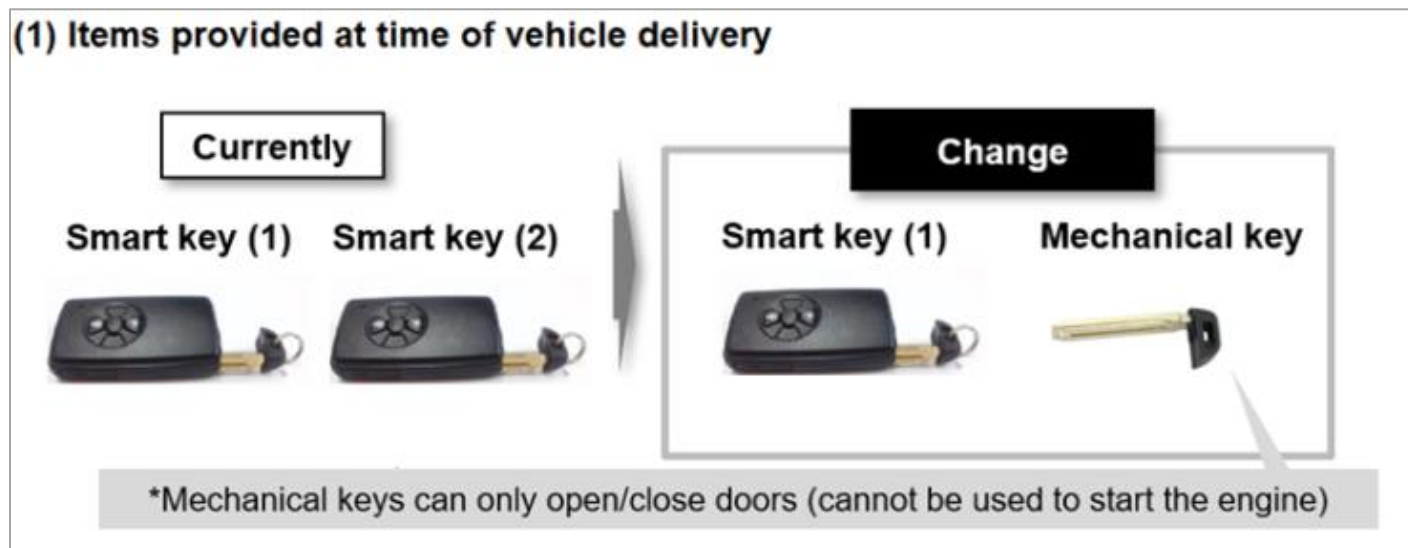 (1) Items provided at time of vehicle delivery
Currently
Change
Smart key (1)
Smart key (2)
Smart key (1)
Mechanical key
*Mechanical keys can only open/close doors (cannot be used to start the engine)